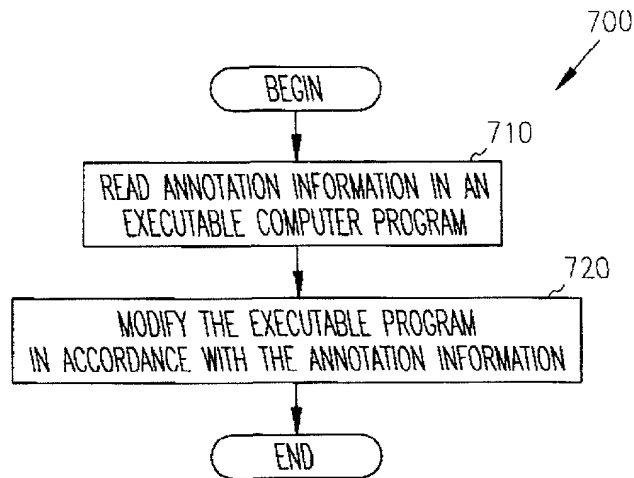 700
BEGIN
710
READ ANNOTATION INFORMATION IN AN
EXECUTABLE COMPUTER PROGRAM
720
MODIFY THE EXECUTABLE PROGRAM
IN ACCORDANCE WITH THE ANNOTATION INFORMATION
END